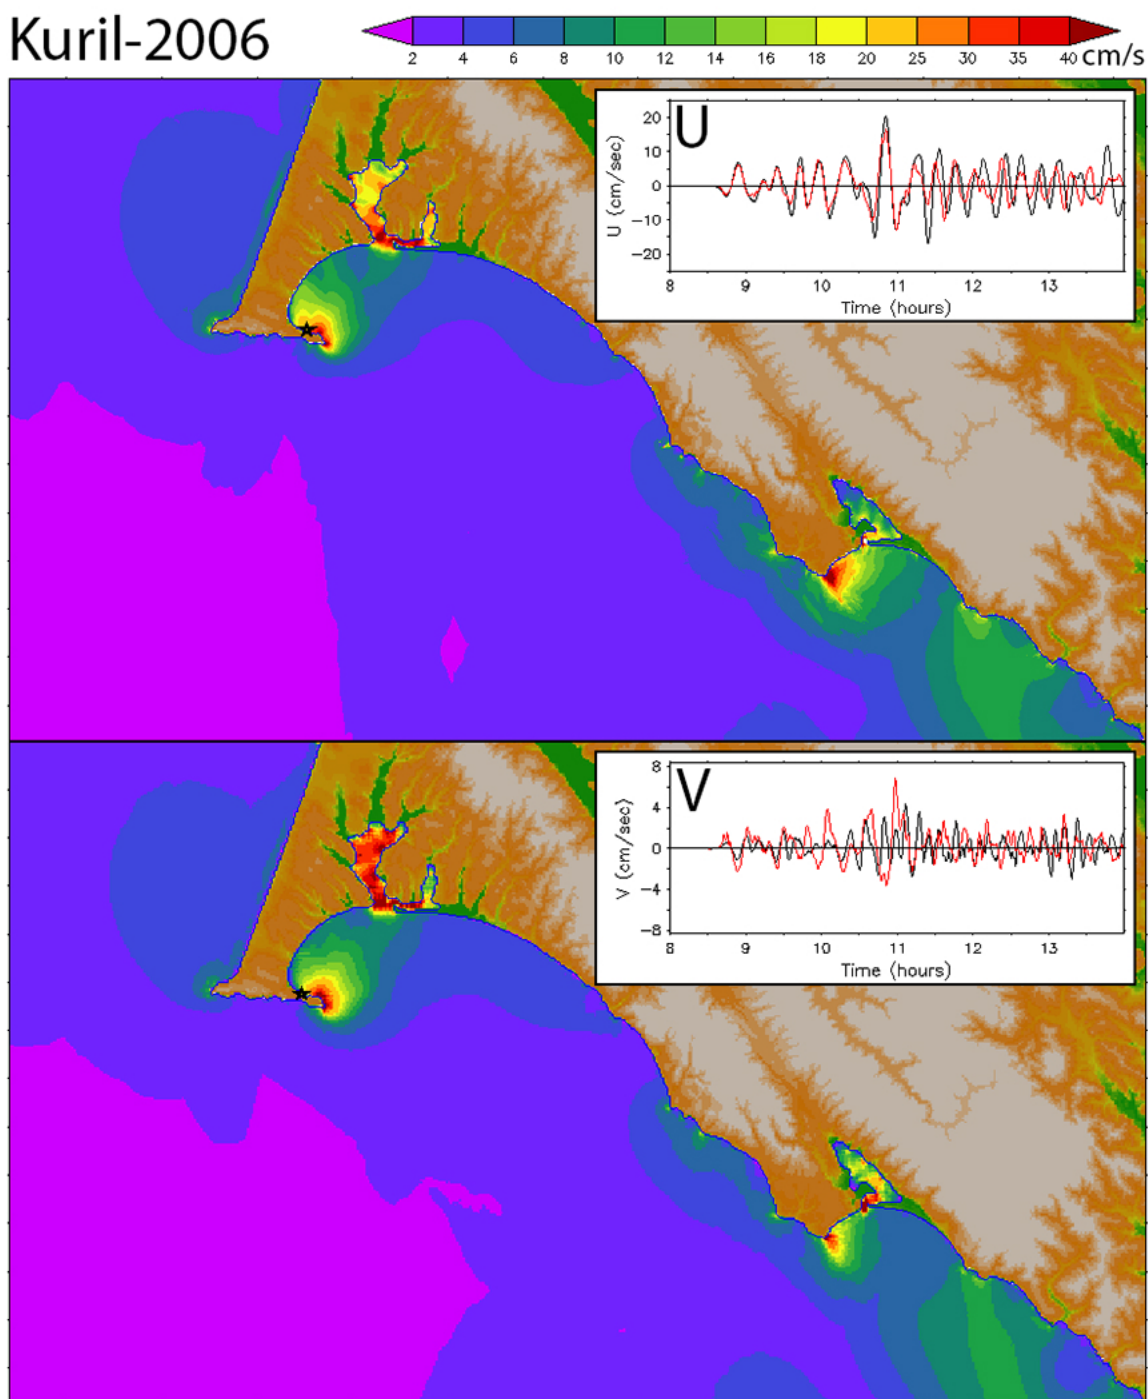 Kuril-2006
2 4 6 8 10 12 14 16 18 20 25 30 35 40 cm/s
U
U (cm/sec)
20
10
0
−10
−20
8 9 10 11 12 13
Time (hours)
V
V (cm/sec)
8
4
0
−4
−8
8 9 10 11 12 13
Time (hours)